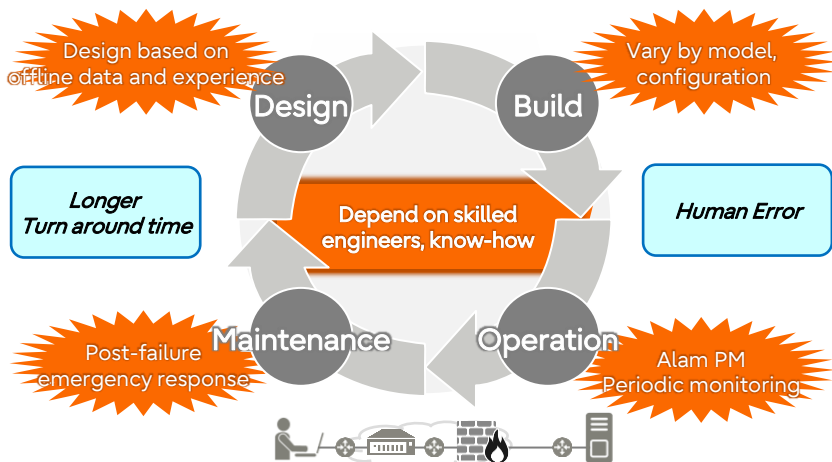 Design based on
offline data and experience
Design
Build
Vary by model,
configuration
Longer
Turn around time
Depend on skilled
engineers, know-how
Human Error
Post-failure
emergency response
Maintenance
Operation
Alam PM
Periodic monitoring